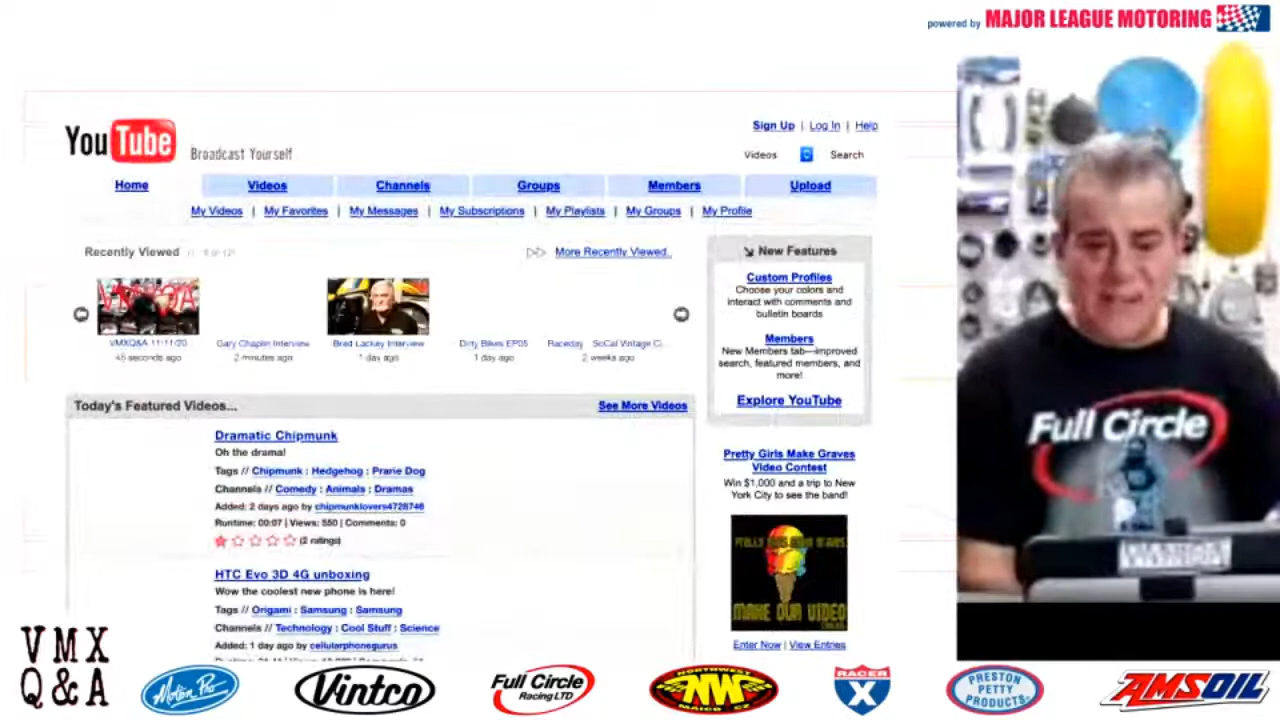 powered by MAJOR LEAGUE MOTORING
YouTube
Broadcast Yourself
Sign Up | Log In | Help
Videos Search
Home Videos Channels Groups Members Upload
My Videos | My Favorites | My Messages | My Subscriptions | My Playlists | My Groups | My Profile
Recently Viewed
More Recently Viewed..
VMXQ&A 11/11/20 Gary Chaplin Interview Brad Lackey Interview Dirty Bikes EP05 Raceday SoCal Vintage C..
45 seconds ago 2 minutes ago 1 day ago 1 day ago 2 weeks ago
New Features
Custom Profiles
Choose your colors and
interact with comments and
bulletin boards
Members
New Members tab—improved
search, featured members, and
more!
Explore YouTube
Today's Featured Videos...
See More Videos
Dramatic Chipmunk
Oh the drama!
Tags // Chipmunk : Hedgehog : Prarie Dog
Channels // Comedy : Animals : Dramas
Added: 2 days ago by chipmunklovers4728746
Runtime: 00:07 | Views: 550 | Comments: 0
(2 ratings)
HTC Evo 3D 4G unboxing
Wow the coolest new phone is here!
Tags // Origami : Samsung : Samsung
Channels // Technology : Cool Stuff : Science
Added: 1 day ago by cellularphonegurus
Pretty Girls Make Graves
Video Contest
Win $1,000 and a trip to New
York City to see the band!
MAKE OUR VIDEO
Enter Now | View Entries
Full Circle
VMX
Q&A
Motion Pro
Vintco
Full Circle
Racing LTD
NORTHWEST
NW
MAICO CZ
RACER
X
PRESTON
PETTY
PRODUCTS
AMSOIL